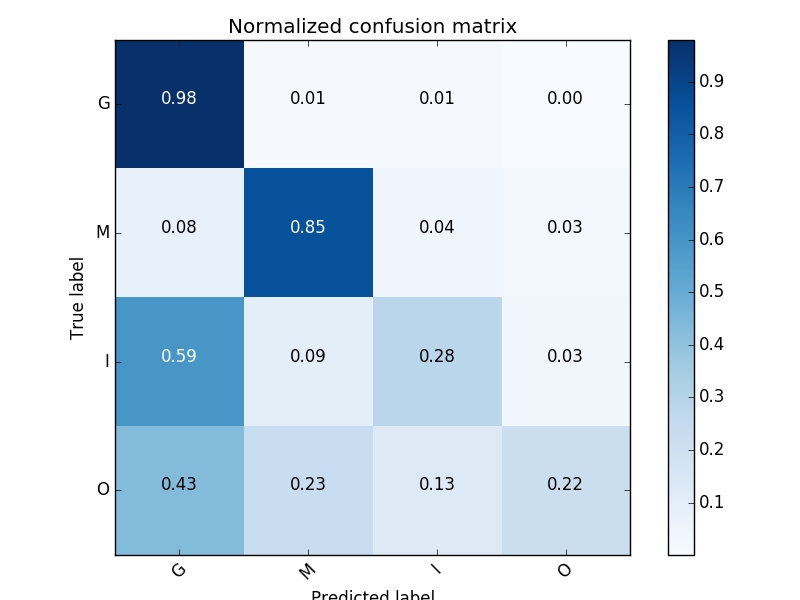 Normalized confusion matrix
G 0.98 0.01 0.01 0.00
M 0.08 0.85 0.04 0.03
I 0.59 0.09 0.28 0.03
O 0.43 0.23 0.13 0.22
G M I O
True label
Predicted label
0.9
0.8
0.7
0.6
0.5
0.4
0.3
0.2
0.1